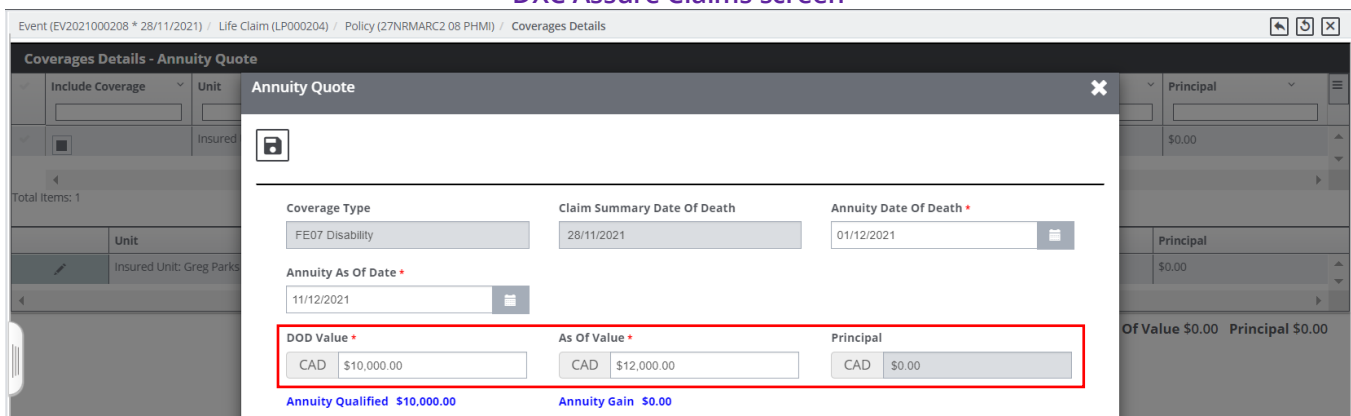 DXC Assure Claims screen
Event (EV2021000208 * 28/11/2021) / Life Claim (LP000204) / Policy (27NRMARC2 08 PHMI) / Coverages Details
Coverages Details - Annuity Quote
Include Coverage Unit Principal
Annuity Quote
Insured $0.00
Total Items: 1
Coverage Type Claim Summary Date Of Death Annuity Date Of Death *
FE07 Disability 28/11/2021 01/12/2021
Unit Principal
Insured Unit: Greg Parks $0.00
Annuity As Of Date *
11/12/2021
Of Value $0.00 Principal $0.00
DOD Value * As Of Value * Principal
CAD $10,000.00 CAD $12,000.00 CAD $0.00
Annuity Qualified $10,000.00 Annuity Gain $0.00